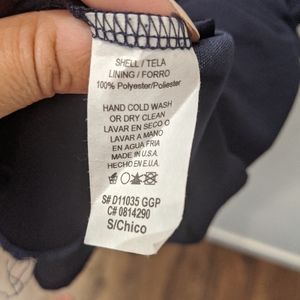 SHELL / TELA
LINING / FORRO
100% Polyester/Poliester
HAND COLD WASH
OR DRY CLEAN
LAVAR EN SECO O
LAVAR A MANO
EN AGUA FRIA
MADE IN U.S.A.
HECHO EN E.U.A.
S# D11035 GGP
C# 0814290
S/Chico